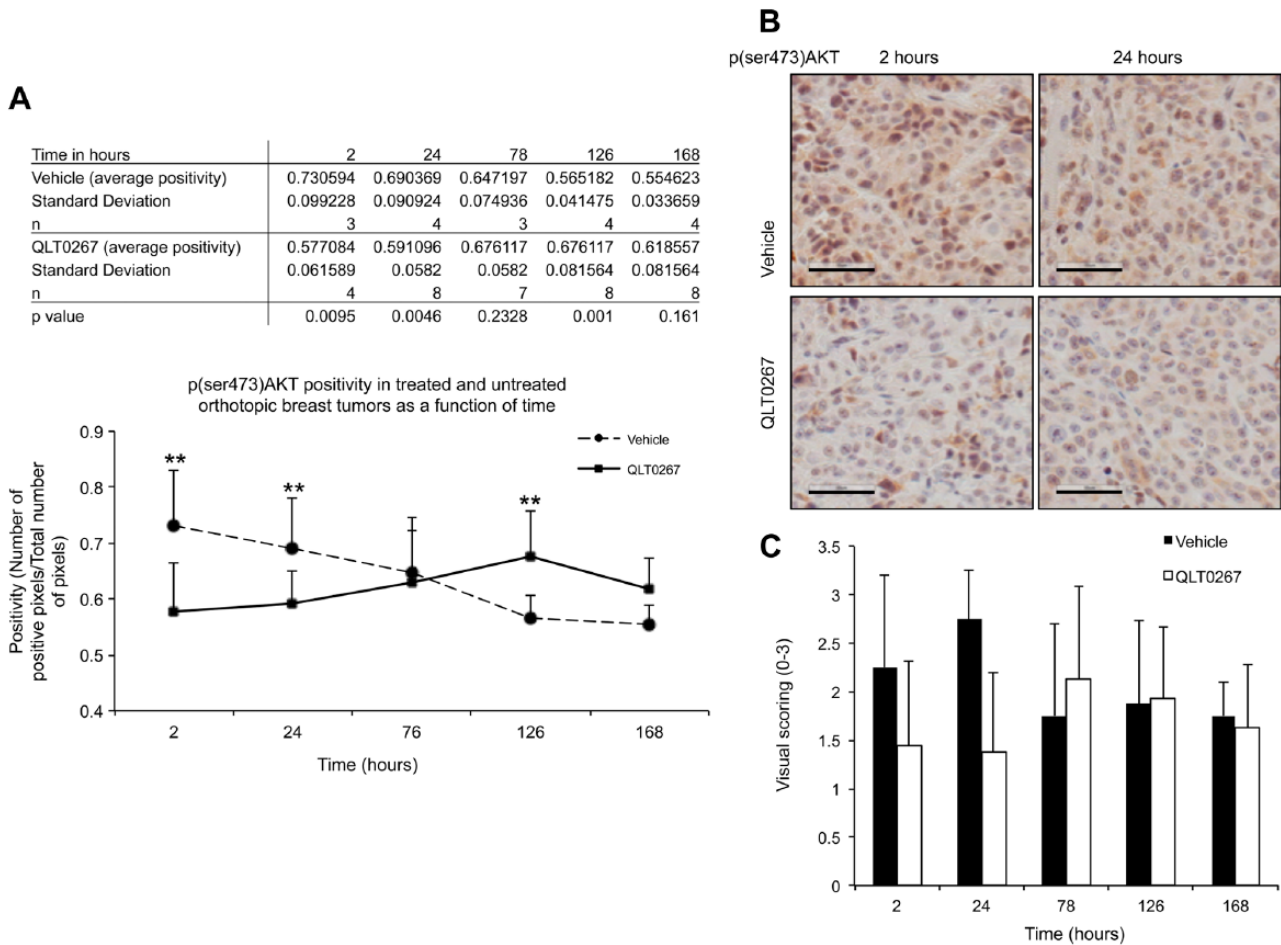 A
Time in hours 2 24 78 126 168
Vehicle (average positivity) 0.730594 0.690369 0.647197 0.565182 0.554623
Standard Deviation 0.099228 0.090924 0.074936 0.041475 0.033659
n 3 4 3 4 4
QLT0267 (average positivity) 0.577084 0.591096 0.676117 0.676117 0.618557
Standard Deviation 0.061589 0.0582 0.0582 0.081564 0.081564
n 4 8 7 8 8
p value 0.0095 0.0046 0.2328 0.001 0.161
p(ser473)AKT positivity in treated and untreated
orthotopic breast tumors as a function of time
Positivity (Number of
positive pixels/Total number
of pixels)
0.9
0.8
0.7
0.6
0.5
0.4
**
**
**
Vehicle
QLT0267
2 24 76 126 168
Time (hours)
B
p(ser473)AKT 2 hours 24 hours
Vehicle
QLT0267
C
Visual scoring (0-3)
3.5
3
2.5
2
1.5
1
0.5
0
Vehicle
QLT0267
2 24 78 126 168
Time (hours)